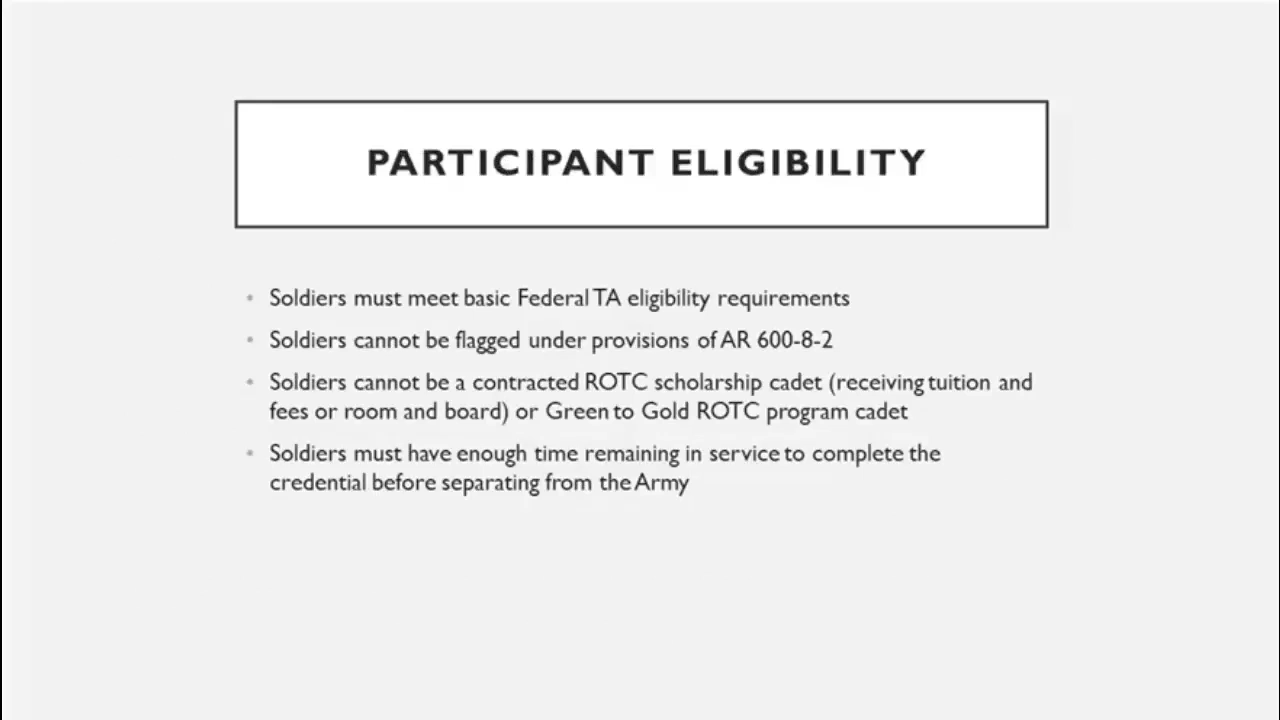 PARTICIPANT ELIGIBILITY
• Soldiers must meet basic Federal TA eligibility requirements
• Soldiers cannot be flagged under provisions of AR 600-8-2
• Soldiers cannot be a contracted ROTC scholarship cadet (receiving tuition and
fees or room and board) or Green to Gold ROTC program cadet
• Soldiers must have enough time remaining in service to complete the
credential before separating from the Army